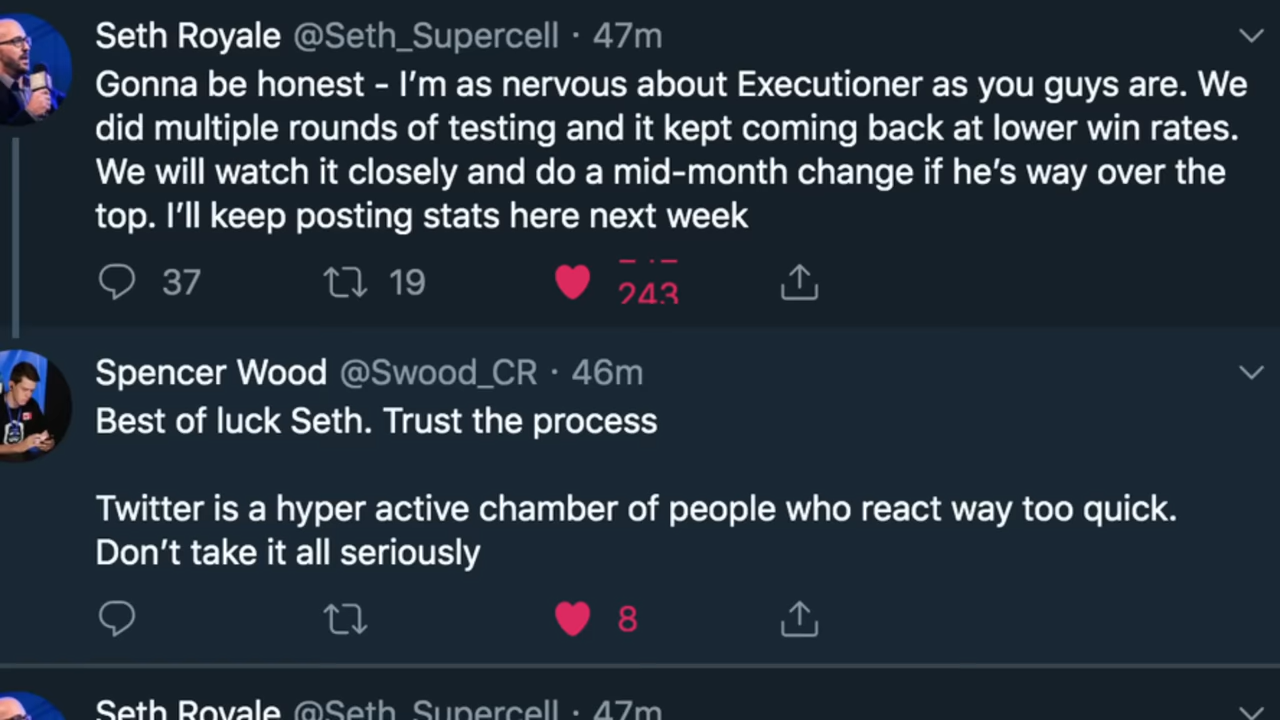 Seth Royale @Seth_Supercell · 47m
Gonna be honest - I’m as nervous about Executioner as you guys are. We
did multiple rounds of testing and it kept coming back at lower win rates.
We will watch it closely and do a mid-month change if he’s way over the
top. I’ll keep posting stats here next week
37 19 243
Spencer Wood @Swood_CR · 46m
Best of luck Seth. Trust the process
Twitter is a hyper active chamber of people who react way too quick.
Don’t take it all seriously
8
Seth Royale @Seth_Supercell · 47m